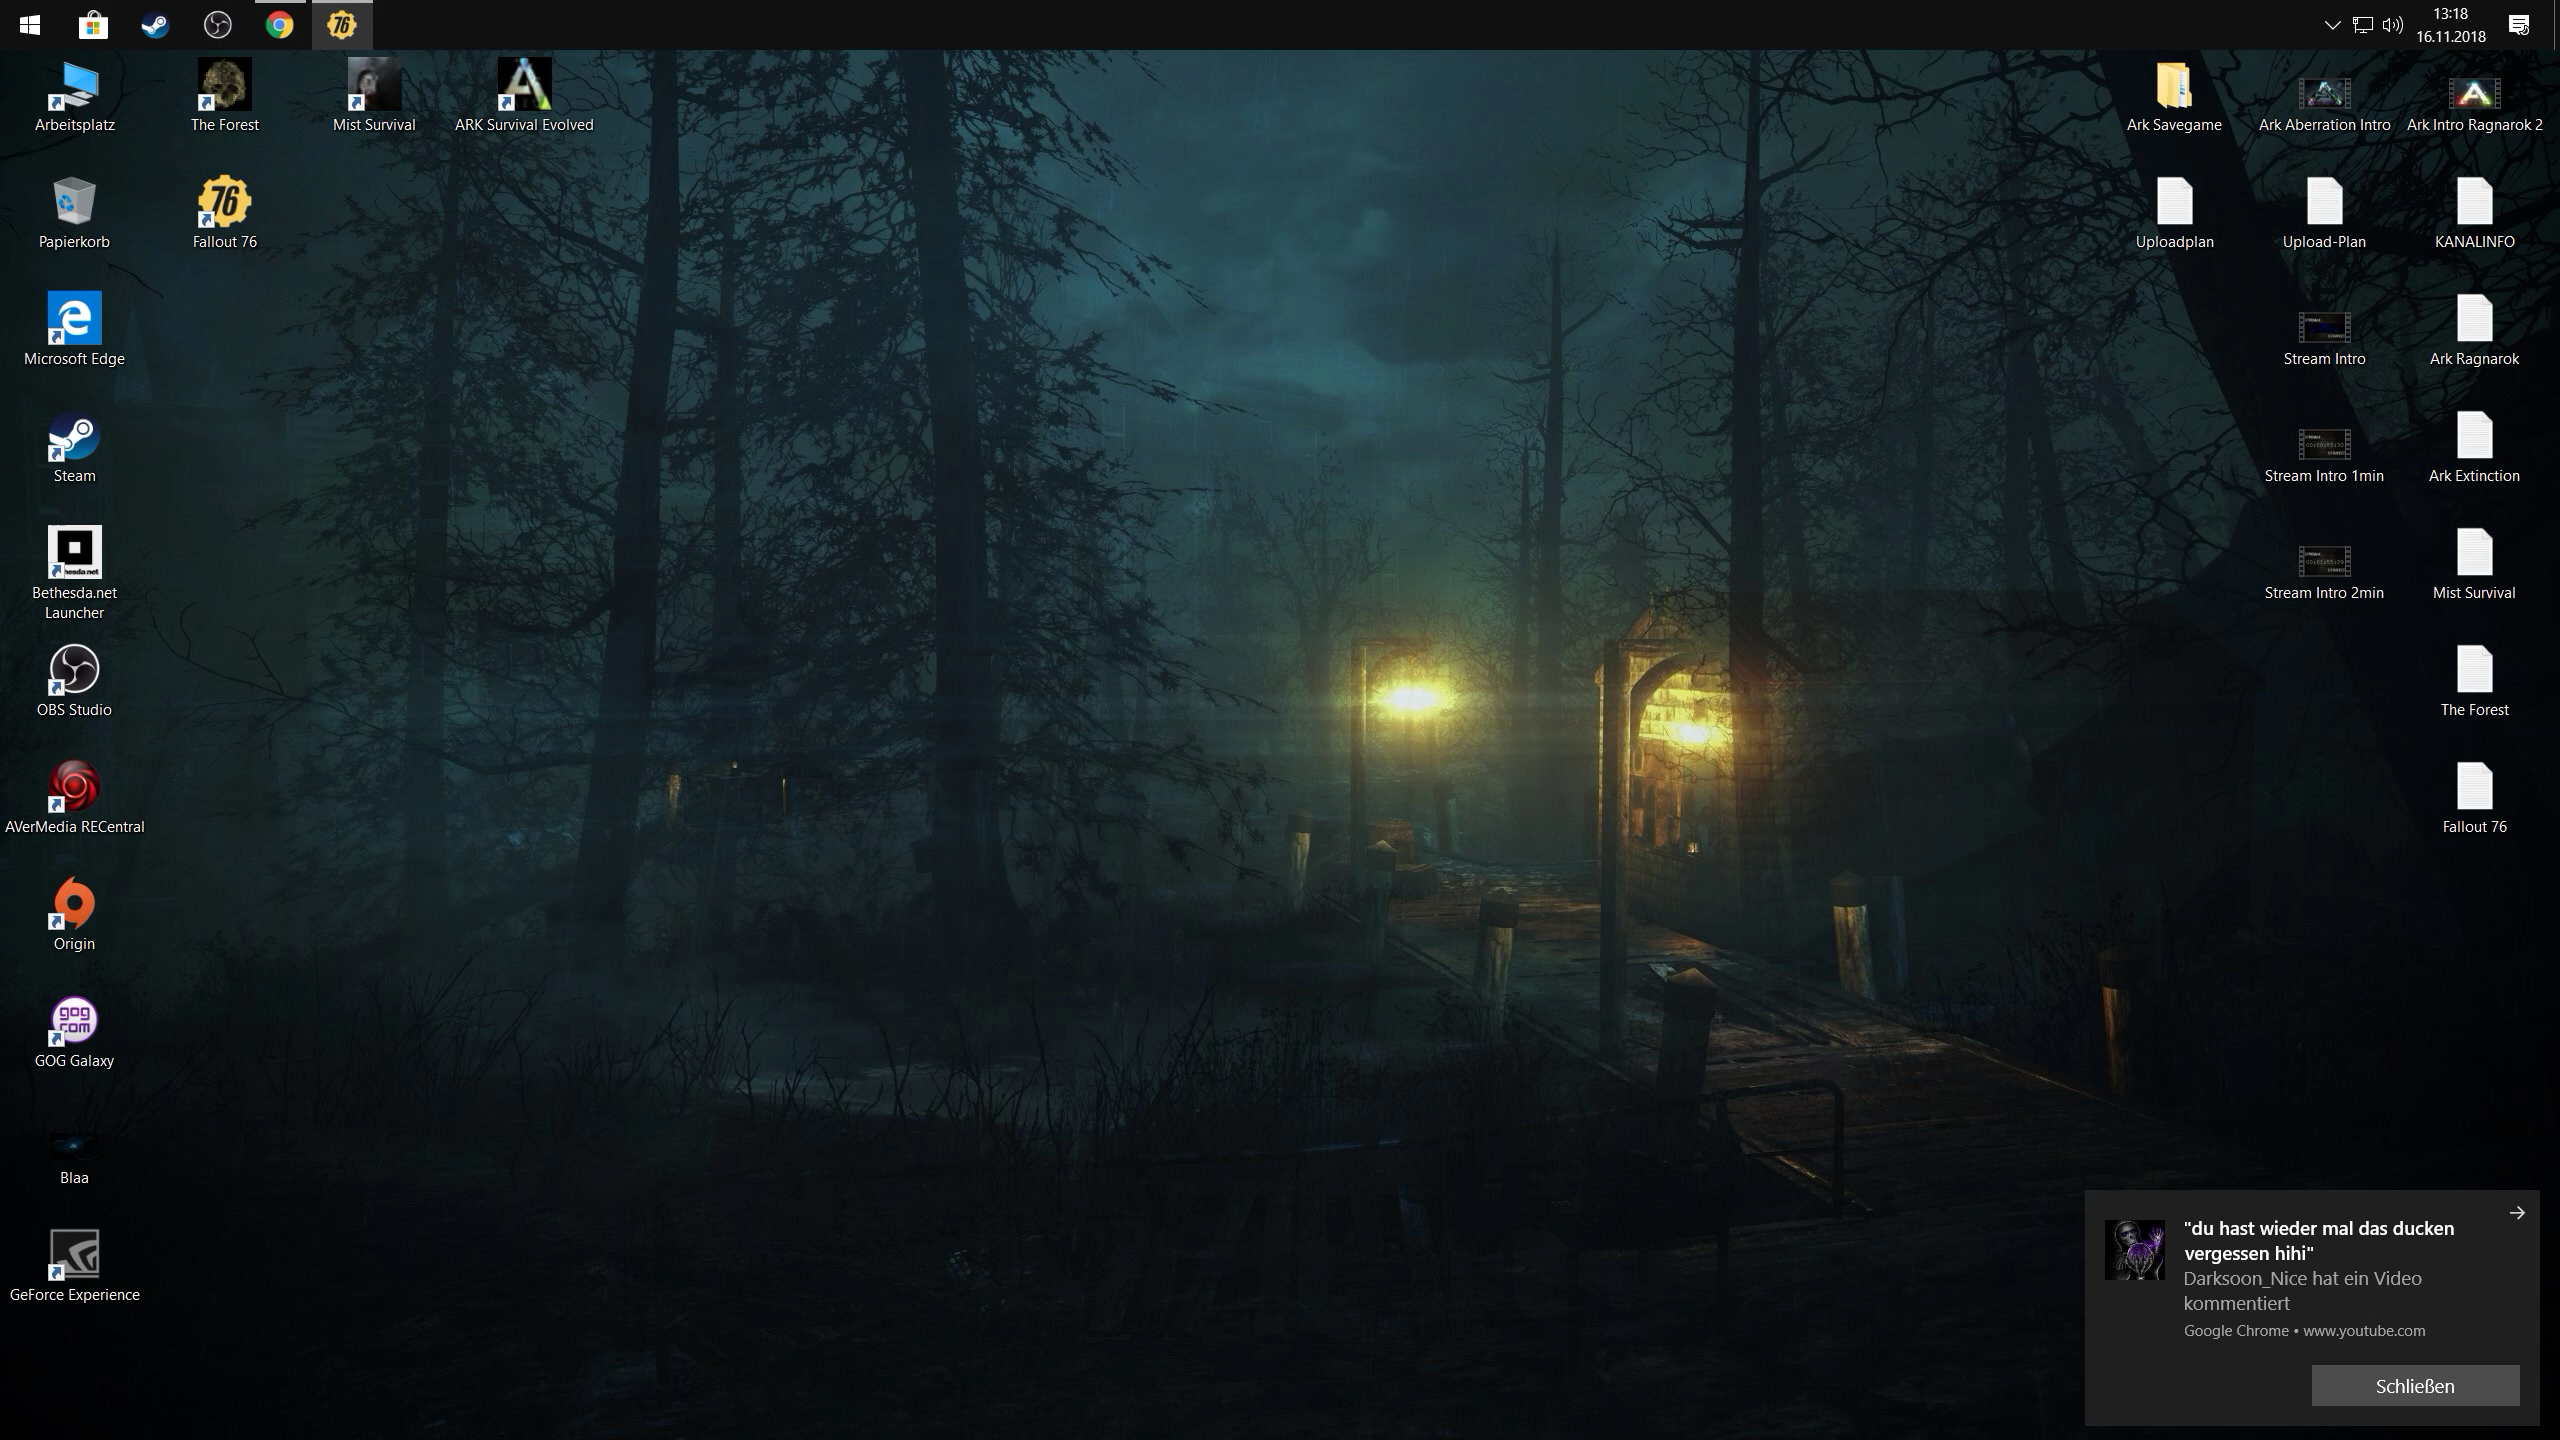 76
13:18
16.11.2018
Arbeitsplatz
The Forest
Mist Survival
ARK Survival Evolved
Ark Savegame
Ark Aberration Intro
Ark Intro Ragnarok 2
76
Papierkorb
Fallout 76
Uploadplan
Upload-Plan
KANALINFO
Microsoft Edge
Stream Intro
Ark Ragnarok
Steam
Stream Intro 1min
Ark Extinction
Bethesda.net
Launcher
Stream Intro 2min
Mist Survival
OBS Studio
The Forest
AVerMedia RECentral
Fallout 76
Origin
gog
com
GOG Galaxy
Blaa
GeForce Experience
"du hast wieder mal das ducken
vergessen hihi"
Darksoon_Nice hat ein Video
kommentiert
Google Chrome • www.youtube.com
Schließen